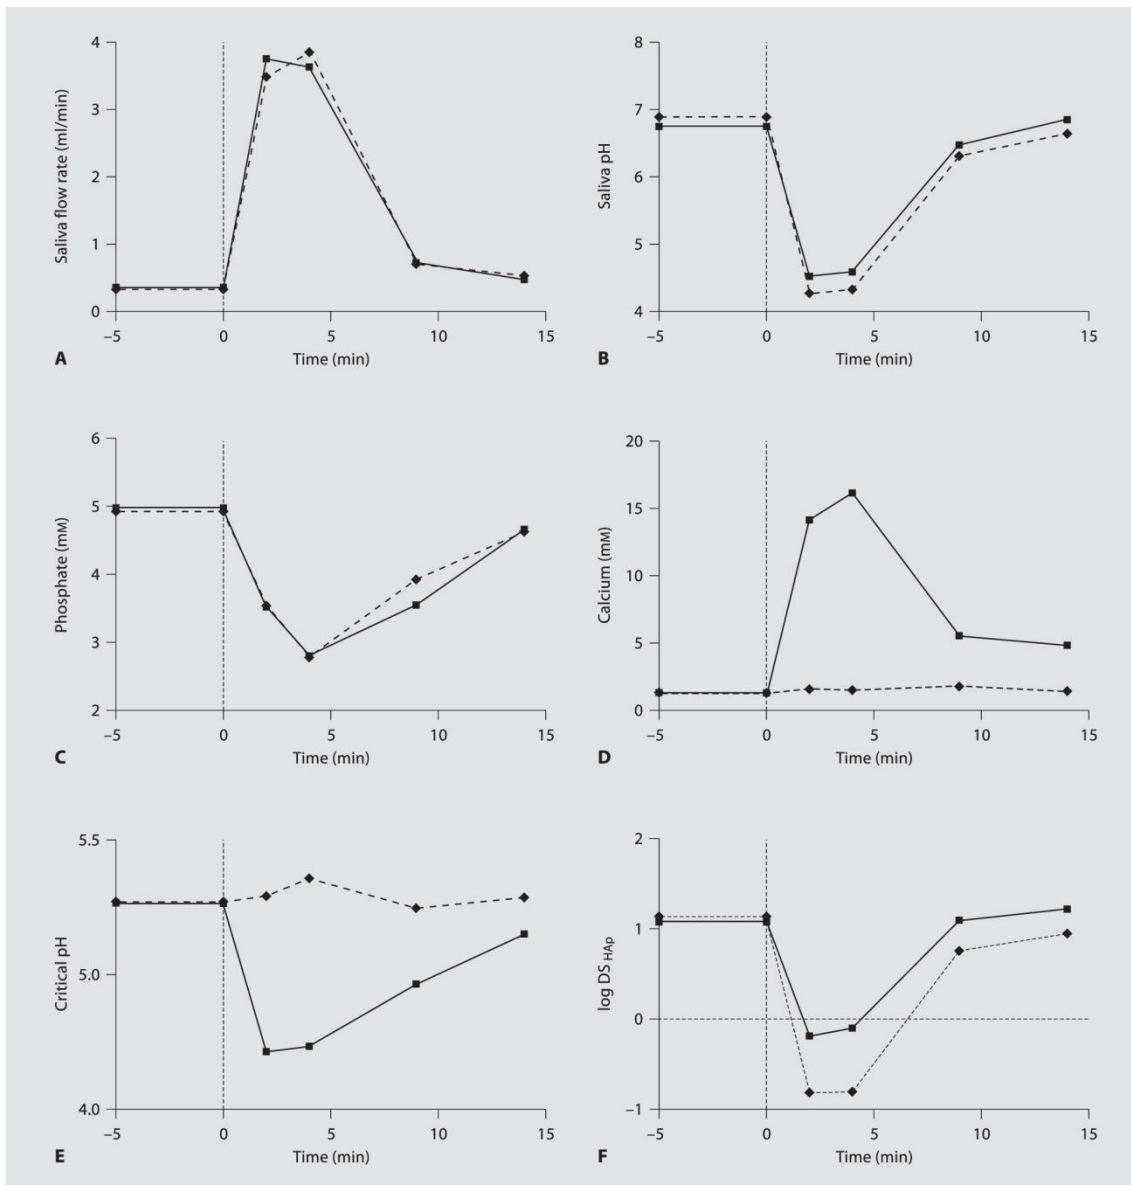 4
3
2
1
0
Saliva flow rate (ml/min)
–5 0 5 10 15
Time (min)
A
8
7
6
5
4
Saliva pH
–5 0 5 10 15
Time (min)
B
6
5
4
3
2
Phosphate (mM)
–5 0 5 10 15
Time (min)
C
20
15
10
5
0
Calcium (mM)
–5 0 5 10 15
Time (min)
D
5.5
5.0
4.0
Critical pH
–5 0 5 10 15
Time (min)
E
2
1
0
–1
log DS HAp
–5 0 5 10 15
Time (min)
F